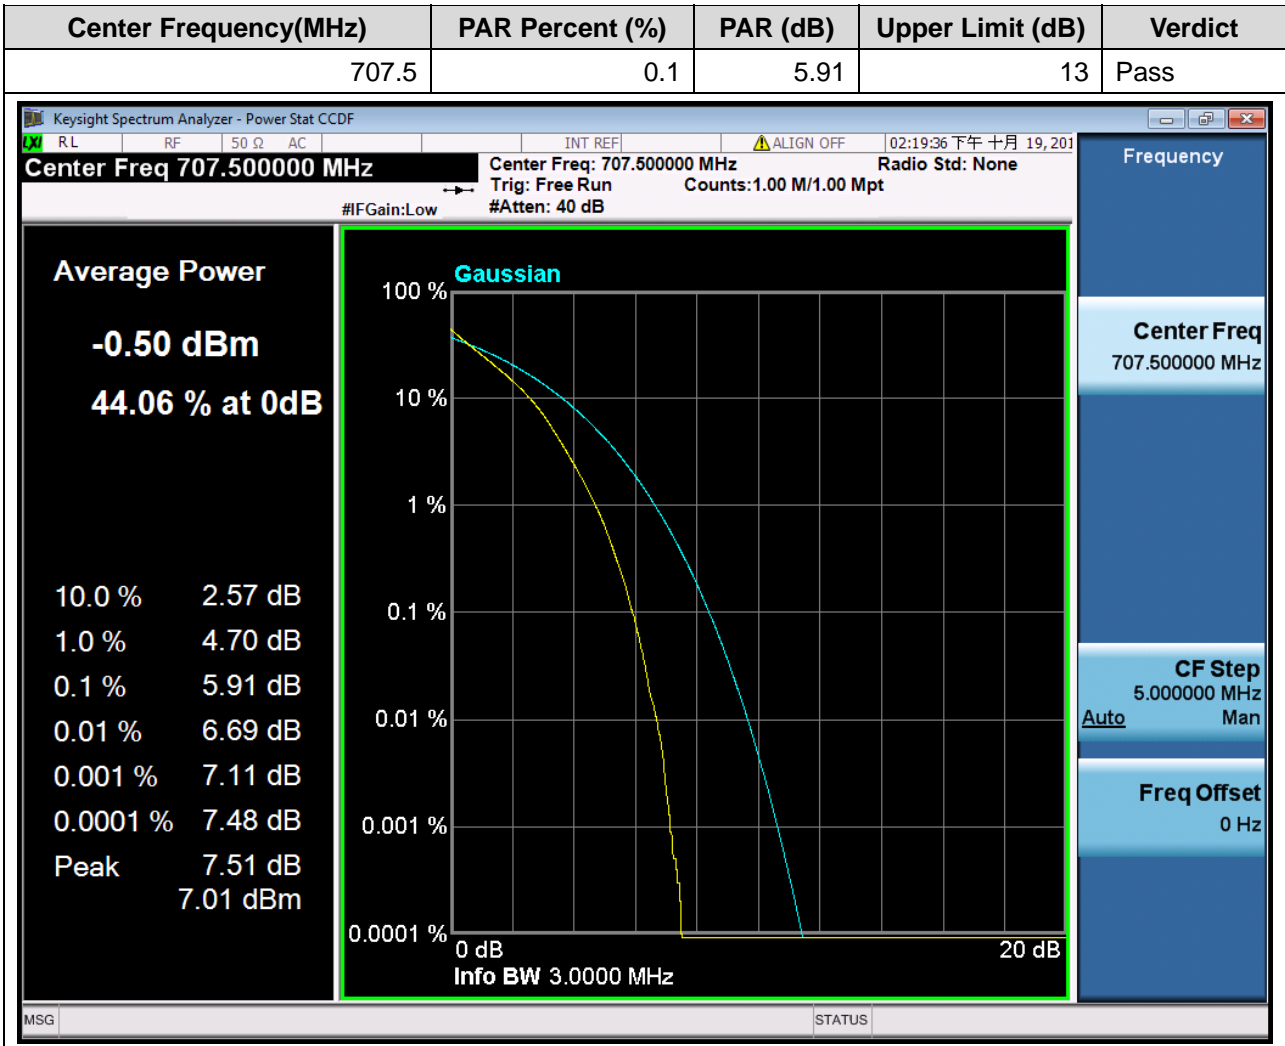 Center Frequency(MHz) PAR Percent (%) PAR (dB) Upper Limit (dB) Verdict
707.5 0.1 5.91 13 Pass
Keysight Spectrum Analyzer - Power Stat CCDF
LXI RL RF 50 Ω AC INT REF ALIGN OFF 02:19:36 下午 十月 19, 201
Center Freq 707.500000 MHz
Center Freq: 707.500000 MHz Radio Std: None
Trig: Free Run Counts:1.00 M/1.00 Mpt
#IFGain:Low #Atten: 40 dB
Average Power
-0.50 dBm
44.06 % at 0dB
10.0 % 2.57 dB
1.0 % 4.70 dB
0.1 % 5.91 dB
0.01 % 6.69 dB
0.001 % 7.11 dB
0.0001 % 7.48 dB
Peak 7.51 dB
7.01 dBm
Gaussian
100 %
10 %
1 %
0.1 %
0.01 %
0.001 %
0.0001 %
0 dB 20 dB
Info BW 3.0000 MHz
Frequency
Center Freq
707.500000 MHz
CF Step
5.000000 MHz
Auto Man
Freq Offset
0 Hz
MSG STATUS